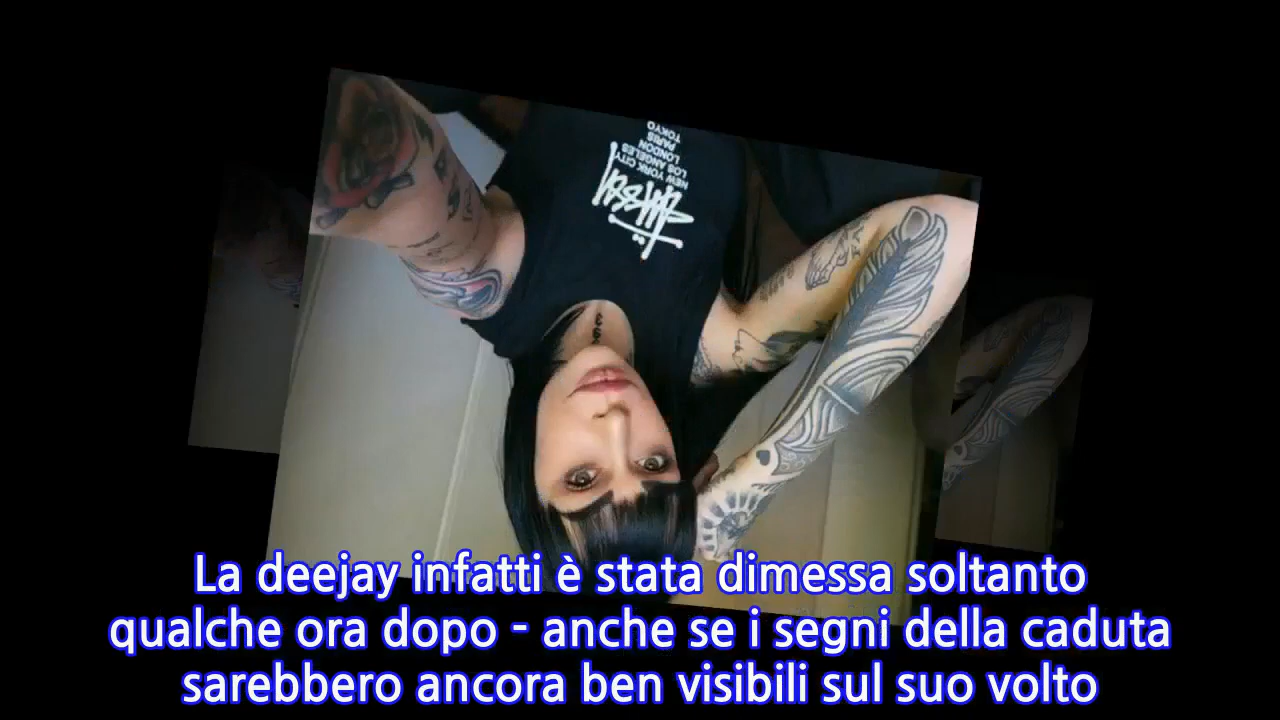 Stüssy
NEW YORK CITY
LOS ANGELES
LONDON
PARIS
TOKYO
La deejay infatti è stata dimessa soltanto
qualche ora dopo - anche se i segni della caduta
sarebbero ancora ben visibili sul suo volto